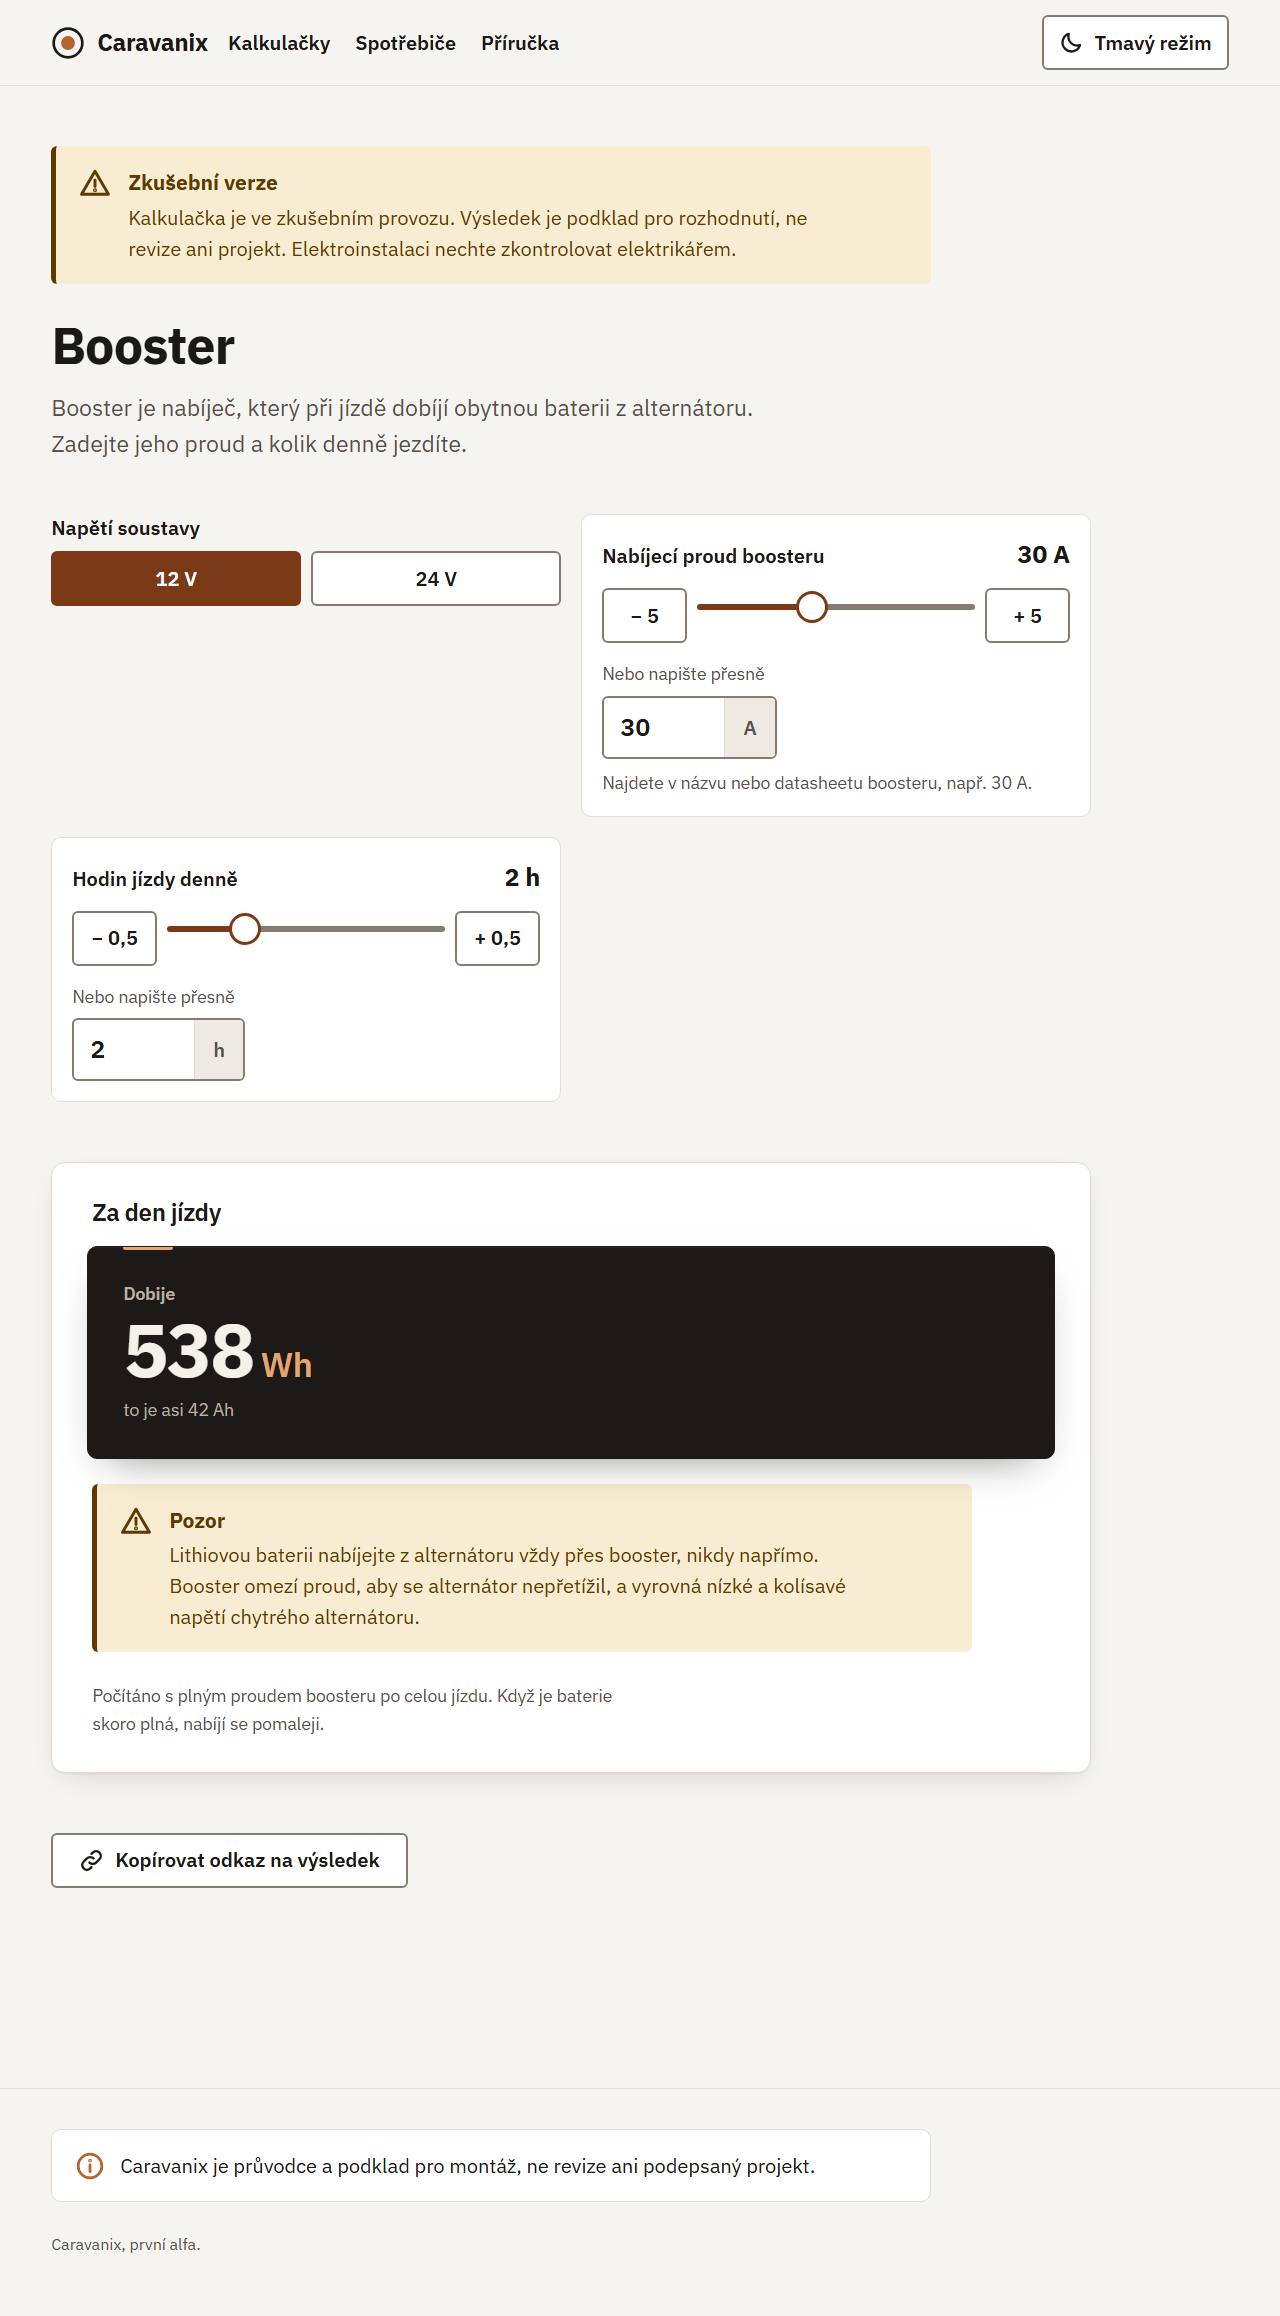 Caravanix
Kalkulačky
Spotřebiče
Příručka
Tmavý režim
Zkušební verze
Kalkulačka je ve zkušebním provozu. Výsledek je podklad pro rozhodnutí, ne
revize ani projekt. Elektroinstalaci nechte zkontrolovat elektrikářem.
Booster
Booster je nabíječ, který při jízdě dobíjí obytnou baterii z alternátoru.
Zadejte jeho proud a kolik denně jezdíte.
Napětí soustavy
12 V
24 V
Nabíjecí proud boosteru
30 A
– 5
+ 5
Nebo napište přesně
30
A
Najdete v názvu nebo datasheetu boosteru, např. 30 A.
Hodin jízdy denně
2 h
– 0,5
+ 0,5
Nebo napište přesně
2
h
Za den jízdy
Dobije
538 Wh
to je asi 42 Ah
Pozor
Lithiovou baterii nabíjejte z alternátoru vždy přes booster, nikdy napřímo.
Booster omezí proud, aby se alternátor nepřetížil, a vyrovná nízké a kolísavé
napětí chytrého alternátoru.
Počítáno s plným proudem boosteru po celou jízdu. Když je baterie
skoro plná, nabíjí se pomaleji.
Kopírovat odkaz na výsledek
Caravanix je průvodce a podklad pro montáž, ne revize ani podepsaný projekt.
Caravanix, první alfa.